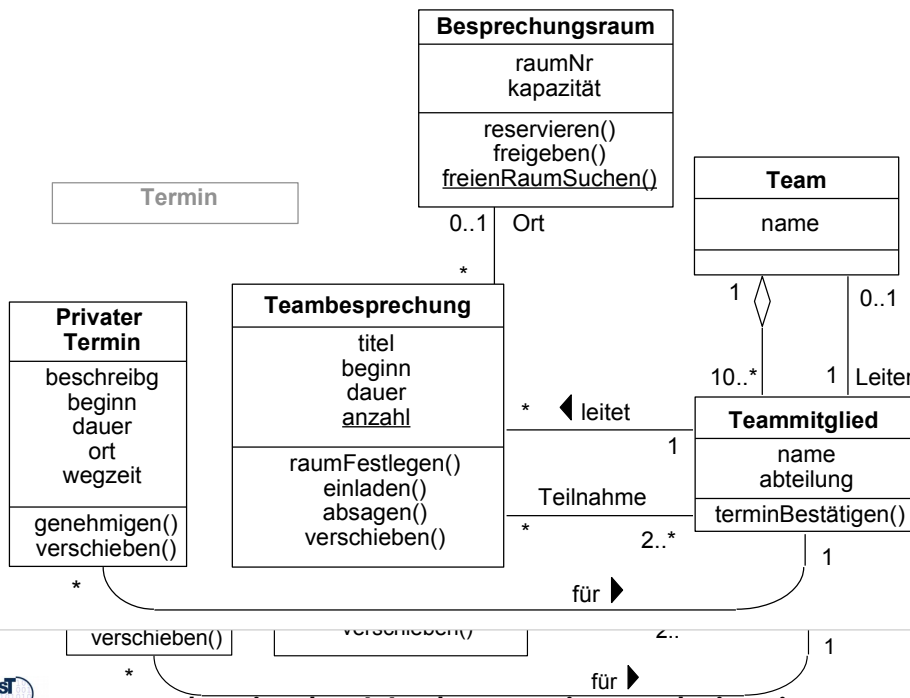 Besprechungsraum
raumNr
kapazität
reservieren()
freigeben()
freienRaumSuchen()
Termin
Team
name
0..1 Ort
*
1
0..1
Privater
Termin
beschreibg
beginn
dauer
ort
wegzeit
genehmigen()
verschieben()
Teambesprechung
titel
beginn
dauer
anzahl
raumFestlegen()
einladen()
absagen()
verschieben()
10..*
1 Leiter
* leitet
1
Teilnahme
*
2..*
Teammitglied
name
abteilung
terminBestätigen()
1
*
für
verschieben()
verschieben()
2..
1
*
für